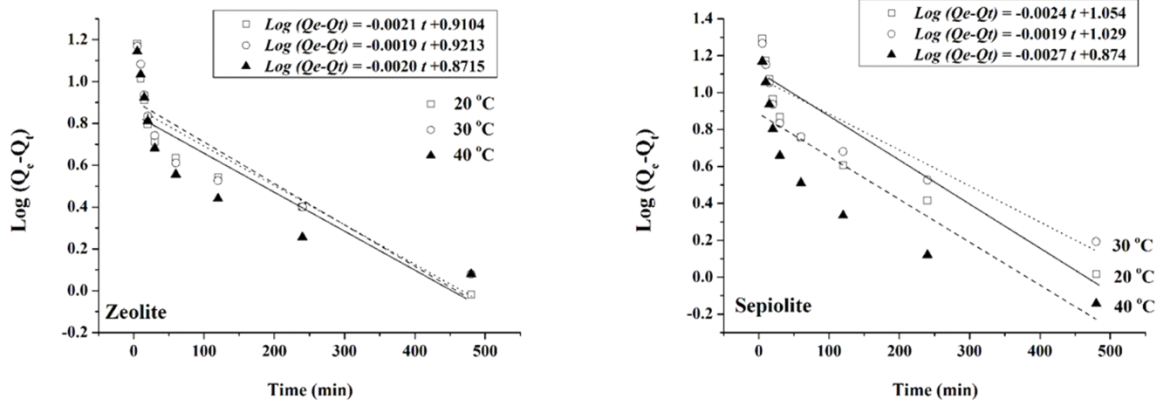 Log (Qe-Qt) = -0.0021 t +0.9104
Log (Qe-Qt) = -0.0019 t +0.9213
Log (Qe-Qt) = -0.0020 t +0.8715
20 °C
30 °C
40 °C
1.2
1.0
0.8
0.6
0.4
0.2
0.0
-0.2
Log (Qe-Qt)
Zeolite
0 100 200 300 400 500
Time (min)
Log (Qe-Qt) = -0.0024 t +1.054
Log (Qe-Qt) = -0.0019 t +1.029
Log (Qe-Qt) = -0.0027 t +0.874
1.4
1.2
1.0
0.8
0.6
0.4
0.2
0.0
-0.2
Log (Qe-Qt)
30 °C
20 °C
40 °C
Sepiolite
0 100 200 300 400 500
Time (min)